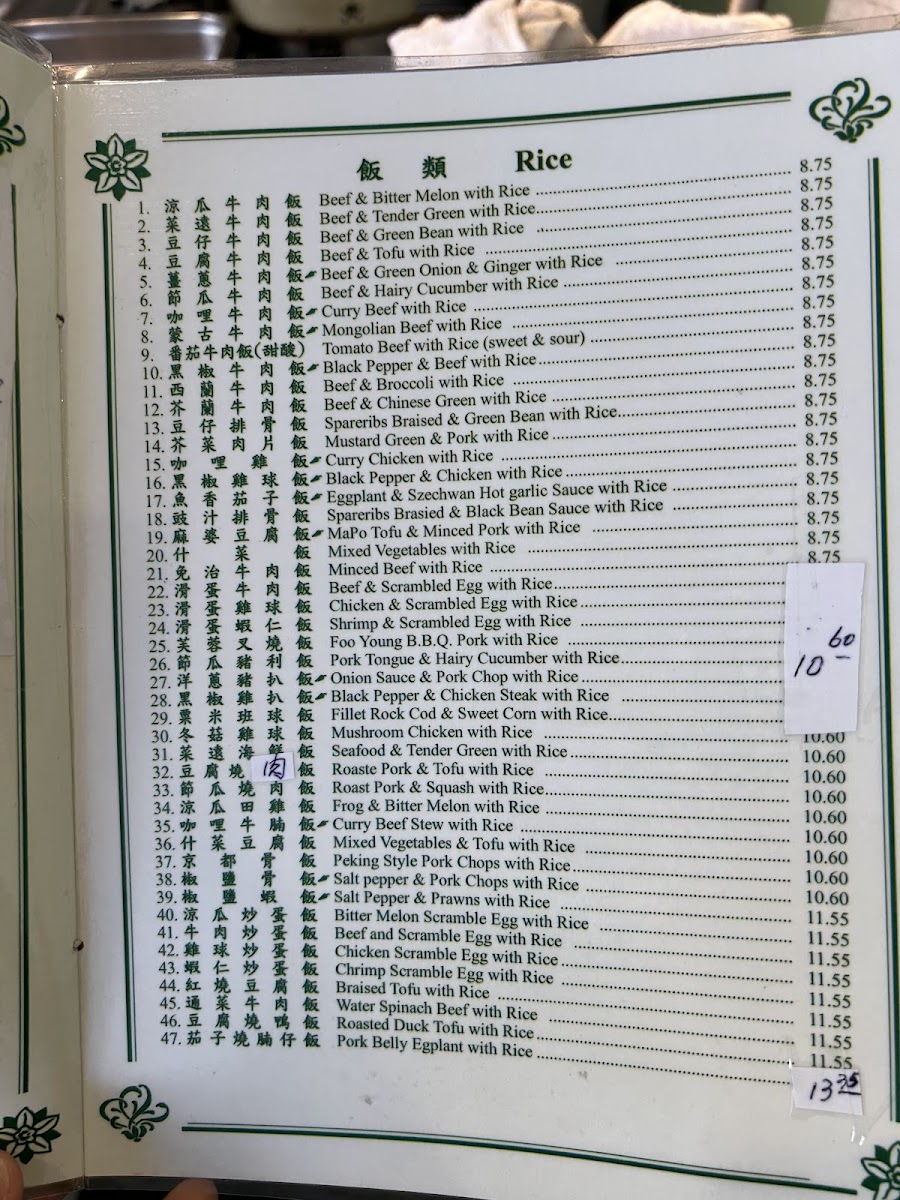 飯類 Rice
1. 涼瓜牛肉飯 Beef & Bitter Melon with Rice 8.75
2. 菜遠牛肉飯 Beef & Tender Green with Rice 8.75
3. 豆仔牛肉飯 Beef & Green Bean with Rice 8.75
4. 豆腐牛肉飯 Beef & Tofu with Rice 8.75
5. 薑蔥牛肉飯 Beef & Green Onion & Ginger with Rice 8.75
6. 節瓜牛肉飯 Beef & Hairy Cucumber with Rice 8.75
7. 咖哩牛肉飯 Curry Beef with Rice 8.75
8. 蒙古牛肉飯 Mongolian Beef with Rice 8.75
9. 番茄牛肉飯(甜酸) Tomato Beef with Rice (sweet & sour) 8.75
10. 黑椒牛肉飯 Black Pepper & Beef with Rice 8.75
11. 西蘭牛肉飯 Beef & Broccoli with Rice 8.75
12. 芥蘭牛肉飯 Beef & Chinese Green with Rice 8.75
13. 豆仔排骨飯 Spareribs Braised & Green Bean with Rice 8.75
14. 芥菜肉片飯 Mustard Green & Pork with Rice 8.75
15. 咖哩雞飯 Curry Chicken with Rice 8.75
16. 黑椒雞球飯 Black Pepper & Chicken with Rice 8.75
17. 魚香茄子飯 Eggplant & Szechwan Hot garlic Sauce with Rice 8.75
18. 豉汁排骨飯 Spareribs Brasied & Black Bean Sauce with Rice 8.75
19. 麻婆豆腐飯 MaPo Tofu & Minced Pork with Rice 8.75
20. 什菜飯 Mixed Vegetables with Rice 8.75
21. 免治牛肉飯 Minced Beef with Rice 8.75
22. 滑蛋牛肉飯 Beef & Scrambled Egg with Rice
23. 滑蛋雞球飯 Chicken & Scrambled Egg with Rice
24. 滑蛋蝦仁飯 Shrimp & Scrambled Egg with Rice
25. 芙蓉叉燒飯 Foo Young B.B.Q. Pork with Rice
26. 節瓜豬利飯 Pork Tongue & Hairy Cucumber with Rice 10 60
27. 洋蔥豬扒飯 Onion Sauce & Pork Chop with Rice
28. 黑椒雞扒飯 Black Pepper & Chicken Steak with Rice
29. 粟米班球飯 Fillet Rock Cod & Sweet Corn with Rice
30. 冬菇雞球飯 Mushroom Chicken with Rice 10.60
31. 菜遠海鮮飯 Seafood & Tender Green with Rice 10.60
32. 豆腐燒肉飯 Roaste Pork & Tofu with Rice 10.60
33. 節瓜燒肉飯 Roast Pork & Squash with Rice 10.60
34. 涼瓜田雞飯 Frog & Bitter Melon with Rice 10.60
35. 咖哩牛腩飯 Curry Beef Stew with Rice 10.60
36. 什菜豆腐飯 Mixed Vegetables & Tofu with Rice 10.60
37. 京都骨飯 Peking Style Pork Chops with Rice 10.60
38. 椒鹽骨飯 Salt pepper & Pork Chops with Rice 10.60
39. 椒鹽蝦飯 Salt Pepper & Prawns with Rice 11.55
40. 涼瓜炒蛋飯 Bitter Melon Scramble Egg with Rice 11.55
41. 牛肉炒蛋飯 Beef and Scramble Egg with Rice 11.55
42. 雞球炒蛋飯 Chicken Scramble Egg with Rice 11.55
43. 蝦仁炒蛋飯 Chrimp Scramble Egg with Rice 11.55
44. 紅燒豆腐飯 Braised Tofu with Rice 11.55
45. 通菜牛肉飯 Water Spinach Beef with Rice 11.55
46. 豆腐燒鴨飯 Roasted Duck Tofu with Rice 11.55
47. 茄子燒腩仔飯 Pork Belly Egplant with Rice 13 35